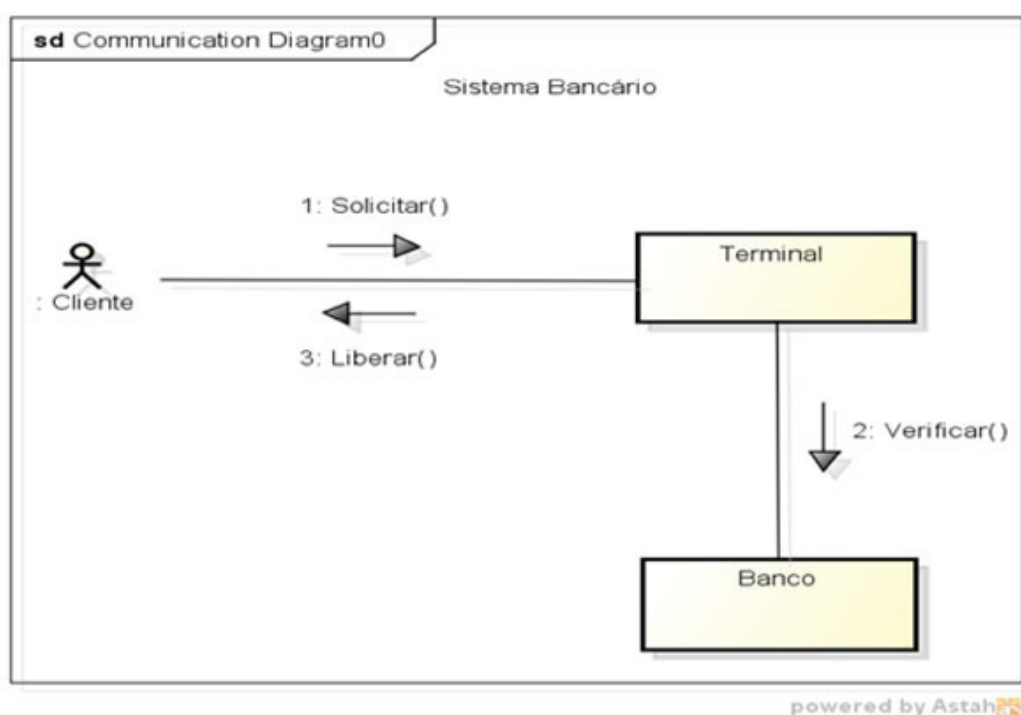 sd Communication Diagram0
Sistema Bancário
1: Solicitar()
Terminal
: Cliente
3: Liberar()
2: Verificar()
Banco
powered by Astah